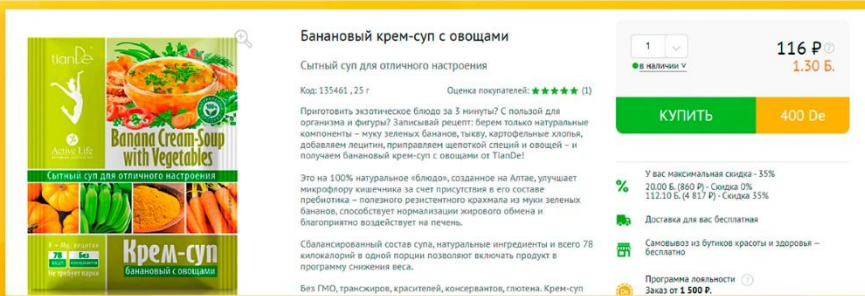 Банановый крем-суп с овощами
Сытный суп для отличного настроения
Код: 135461 , 25 г
Оценка покупателей: ★★★★★ (1)
Приготовить экзотическое блюдо за 3 минуты? С пользой для
организма и фигуры? Записывай рецепт: берем только натуральные
компоненты – муку зеленых бананов, тыкву, картофельные хлопья,
добавляем лецитин, приправляем щепоткой специй и овощей – и
получаем банановый крем-суп с овощами от TianDe!
Это на 100% натуральное «блюдо», созданное на Алтае, улучшает
микрофлору кишечника за счет присутствия в его составе
пребиотика – полезного резистентного крахмала из муки зеленых
бананов, способствует нормализации жирового обмена и
благоприятно воздействует на печень.
Сбалансированный состав супа, натуральные ингредиенты и всего 78
килокалорий в одной порции позволяют включать продукт в
программу снижения веса.
Без ГМО, трансжиров, красителей, консервантов, глютена. Крем-суп
tianDe
Active Life
Banana Cream-Soup
with Vegetables
Сытный суп для отличного настроения
K + Mg, лецитин
78
Без
Не требует варки
Крем-суп
банановый с овощами
1
в наличии
116 ₽
1.30 Б.
КУПИТЬ
400 De
У вас максимальная скидка - 35%
20.00 Б. (860 ₽) - Скидка 0%
112.10 Б. (4 817 ₽) - Скидка 35%
Доставка для вас бесплатная
Самовывоз из бутиков красоты и здоровья –
бесплатно
Программа лояльности
Заказ от 1 500 ₽.